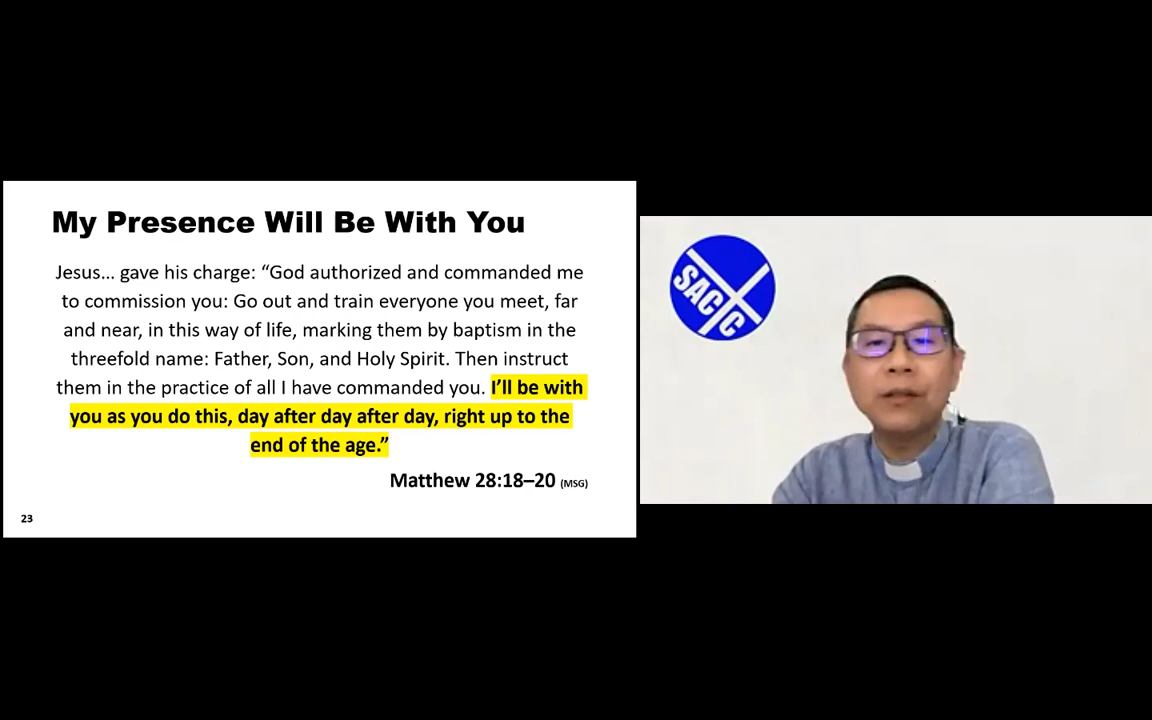 My Presence Will Be With You
Jesus... gave his charge: “God authorized and commanded me
to commission you: Go out and train everyone you meet, far
and near, in this way of life, marking them by baptism in the
threefold name: Father, Son, and Holy Spirit. Then instruct
them in the practice of all I have commanded you. I’ll be with
you as you do this, day after day after day, right up to the
end of the age.”
Matthew 28:18–20 (MSG)
23
SAC
C